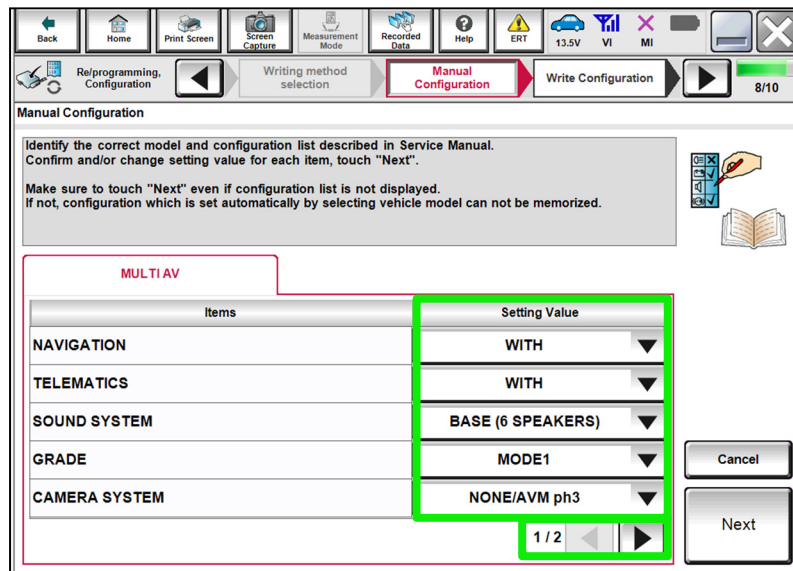 Back
Home
Print Screen
Screen
Capture
Measurement
Mode
Recorded
Data
Help
ERT
13.5V
VI
MI
Re/programming,
Configuration
Writing method
selection
Manual
Configuration
Write Configuration
8/10
Manual Configuration
Identify the correct model and configuration list described in Service Manual.
Confirm and/or change setting value for each item, touch "Next".
Make sure to touch "Next" even if configuration list is not displayed.
If not, configuration which is set automatically by selecting vehicle model can not be memorized.
MULTI AV
Items Setting Value
NAVIGATION WITH
TELEMATICS WITH
SOUND SYSTEM BASE (6 SPEAKERS)
GRADE MODE1
CAMERA SYSTEM NONE/AVM ph3
Cancel
1 / 2
Next